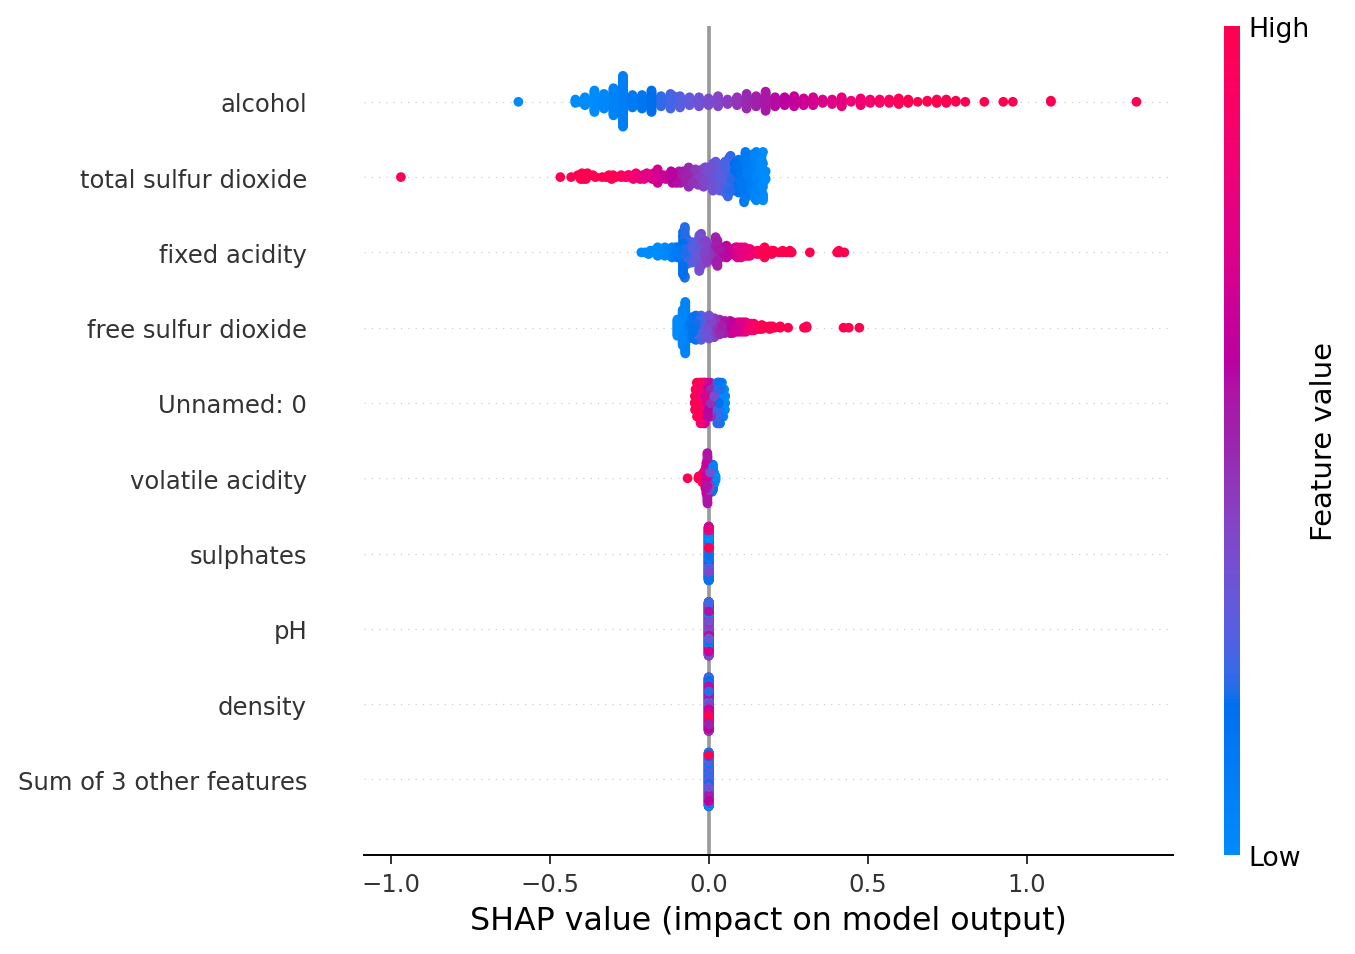 High
alcohol
total sulfur dioxide
fixed acidity
free sulfur dioxide
Unnamed: 0
volatile acidity
sulphates
pH
density
Sum of 3 other features
Feature value
Low
−1.0 −0.5 0.0 0.5 1.0
SHAP value (impact on model output)